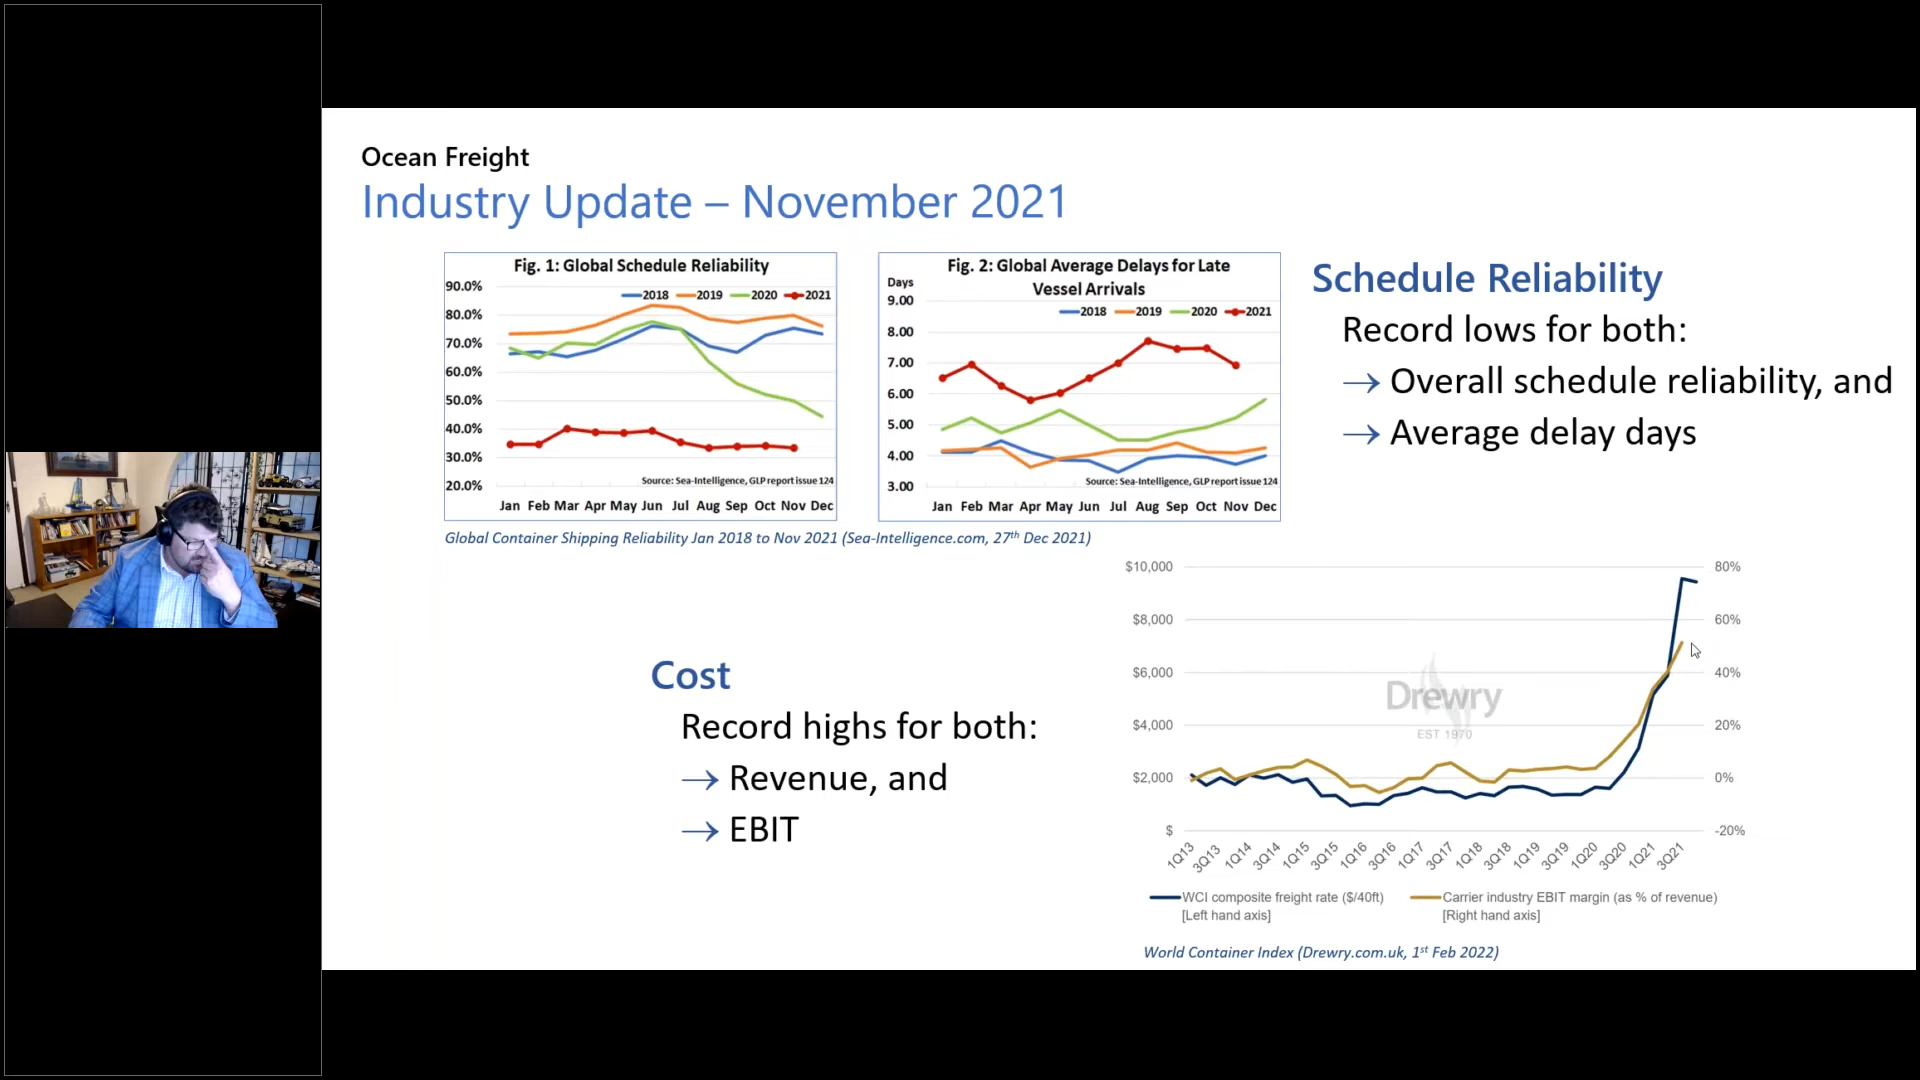 Ocean Freight
Industry Update – November 2021
Fig. 1: Global Schedule Reliability
2018 2019 2020 2021
90.0%
80.0%
70.0%
60.0%
50.0%
40.0%
30.0%
20.0%
Source: Sea-Intelligence, GLP report issue 124
Jan Feb Mar Apr May Jun Jul Aug Sep Oct Nov Dec
Fig. 2: Global Average Delays for Late
Vessel Arrivals
Days
2018 2019 2020 2021
9.00
8.00
7.00
6.00
5.00
4.00
3.00
Source: Sea-Intelligence, GLP report issue 124
Jan Feb Mar Apr May Jun Jul Aug Sep Oct Nov Dec
Global Container Shipping Reliability Jan 2018 to Nov 2021 (Sea-Intelligence.com, 27th Dec 2021)
Schedule Reliability
Record lows for both:
→ Overall schedule reliability, and
→ Average delay days
Cost
Record highs for both:
→ Revenue, and
→ EBIT
$10,000
$8,000
$6,000
$4,000
$2,000
$
80%
60%
40%
20%
0%
-20%
Drewry
EST 1970
1Q13 3Q13 1Q14 3Q14 1Q15 3Q15 1Q16 3Q16 1Q17 3Q17 1Q18 3Q18 1Q19 3Q19 1Q20 3Q20 1Q21 3Q21
WCI composite freight rate ($/40ft)
[Left hand axis]
Carrier industry EBIT margin (as % of revenue)
[Right hand axis]
World Container Index (Drewry.com.uk, 1st Feb 2022)